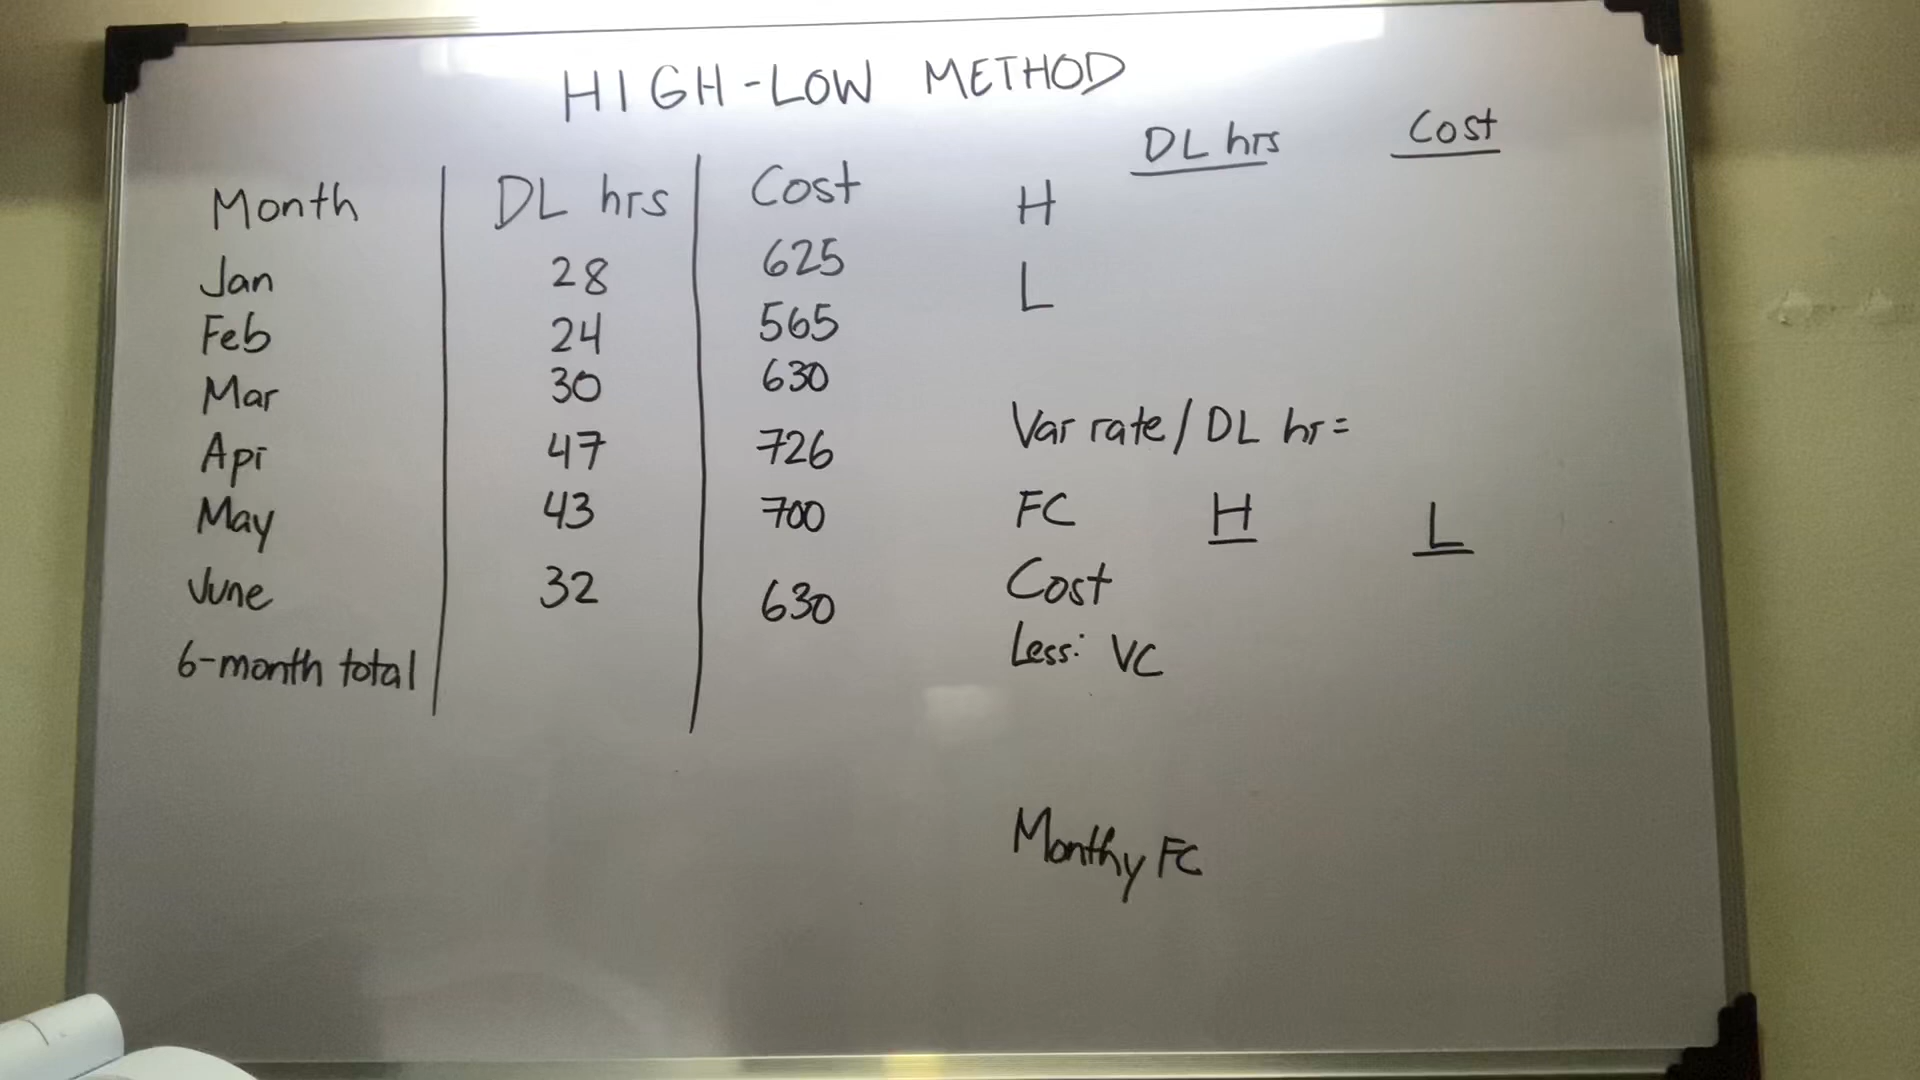 HIGH-LOW METHOD
Month DL hrs Cost
Jan 28 625
Feb 24 565
Mar 30 630
Apr 47 726
May 43 700
June 32 630
6-month total
DL hrs Cost
H
L
Var rate/DL hr=
FC H L
Cost
Less: VC
Monthy FC